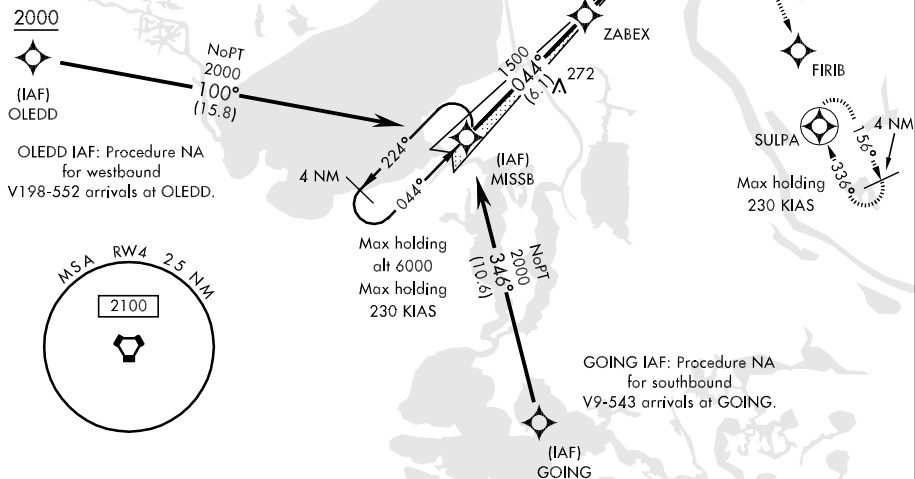 2000
(IAF)
OLEDD
NoPT
2000
100°
(15.8)
OLEDD IAF: Procedure NA
for westbound
V198-552 arrivals at OLEDD.
MSA RW4 25 NM
2100
4 NM
224°
044°
Max holding
alt 6000
Max holding
230 KIAS
(IAF)
MISSB
1500
044°
(6.1)
272
ZABEX
NoPT
2000
346°
(10.6)
(IAF)
GOING
GOING IAF: Procedure NA
for southbound
V9-543 arrivals at GOING.
FIRIB
SULPA
156°
336°
4 NM
Max holding
230 KIAS